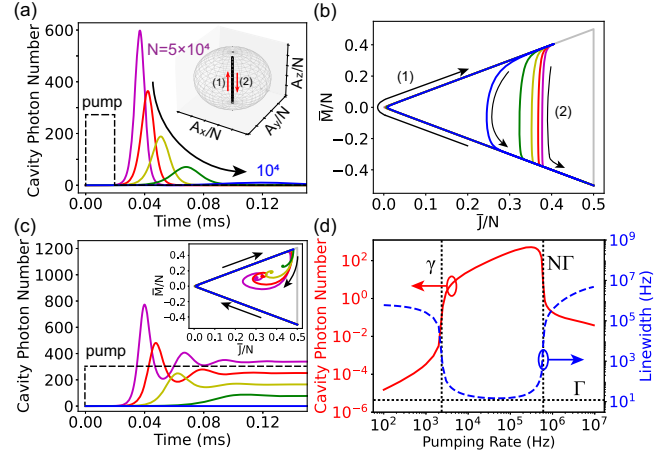 (a)
Cavity Photon Number
600
400
200
0
N=5×10⁴
pump
(1)
(2)
A_z/N
A_y/N
A_x/N
10⁴
0.00
0.04
0.08
0.12
Time (ms)
(b)
M̄/N
0.4
0.2
0.0
−0.2
−0.4
(1)
(2)
0.0
0.1
0.2
0.3
0.4
0.5
J̄/N
(c)
Cavity Photon Number
1200
1000
800
600
400
200
0
pump
M̄/N
0.4
0.2
0.0
−0.2
−0.4
0.0
0.1
0.2
0.3
0.4
0.5
J̄/N
0.00
0.04
0.08
0.12
Time (ms)
(d)
Cavity Photon Number
10²
10⁰
10⁻²
10⁻⁴
10⁻⁶
γ
NΓ
Γ
10⁹
10⁷
10⁵
10³
10¹
Linewidth (Hz)
10²
10³
10⁴
10⁵
10⁶
10⁷
Pumping Rate (Hz)